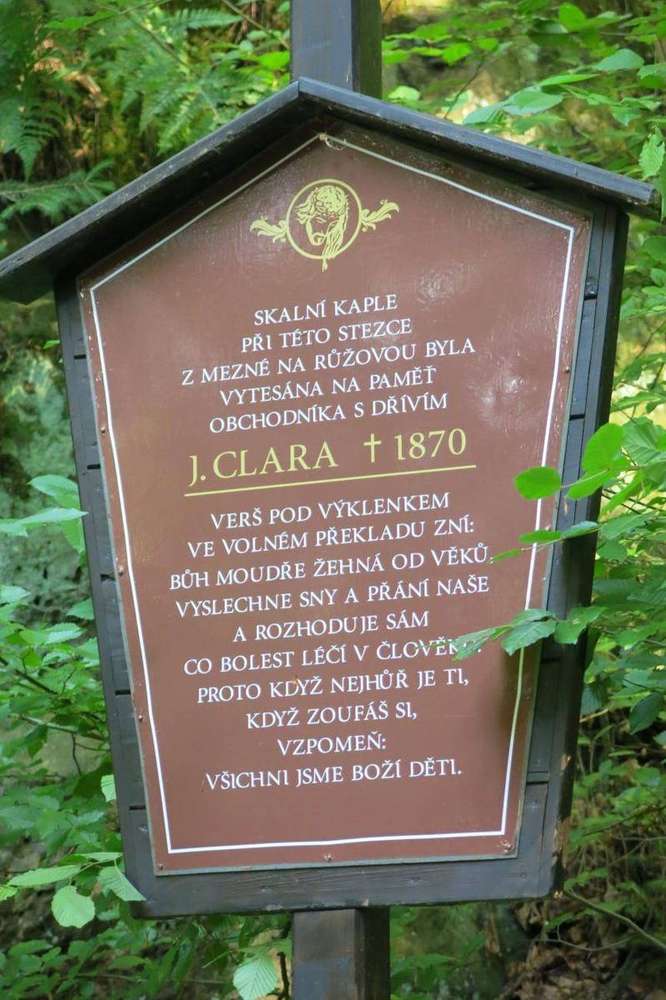 SKALNÍ KAPLE
PŘI TÉTO STEZCE
Z MEZNÉ NA RŮŽOVOU BYLA
VYTESÁNA NA PAMĚŤ
OBCHODNÍKA S DŘÍVÍM
J. CLARA † 1870
VERŠ POD VÝKLENKEM
VE VOLNÉM PŘEKLADU ZNÍ:
BŮH MOUDŘE ŽEHNÁ OD VĚKŮ,
VYSLECHNE SNY A PŘÁNÍ NAŠE
A ROZHODUJE SÁM
CO BOLEST LÉČÍ V ČLOVĚKU.
PROTO KDYŽ NEJHŮŘ JE TI,
KDYŽ ZOUFÁŠ SI,
VZPOMEŇ:
VŠICHNI JSME BOŽÍ DĚTI.